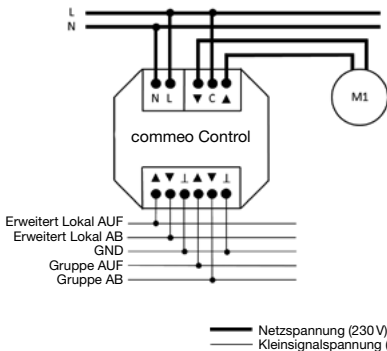 L
N
N L ▼ C ▲
M1
commeo Control
▲ ▼ ⊥ ▲ ▼ ⊥
Erweitert Lokal AUF
Erweitert Lokal AB
GND
Gruppe AUF
Gruppe AB
Netzspannung (230 V)
Kleinsignalspannung (